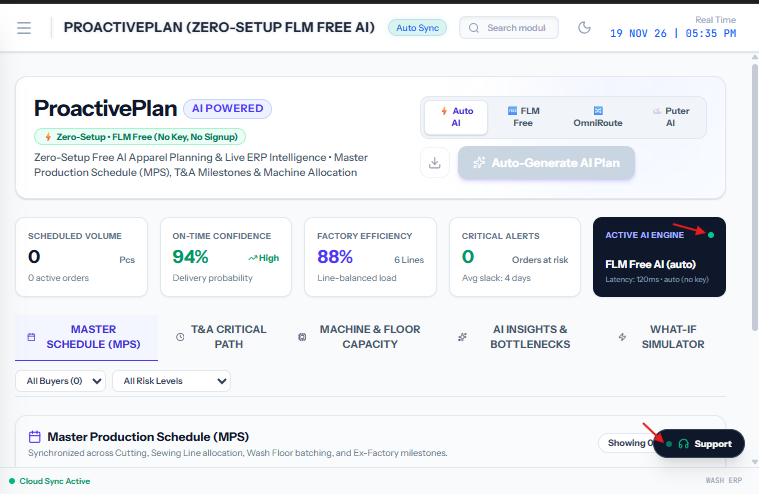 PROACTIVEPLAN (ZERO-SETUP FLM FREE AI)
Auto Sync
Search modul
Real Time
19 NOV 26 | 05:35 PM
ProactivePlan
AI POWERED
Zero-Setup • FLM Free (No Key, No Signup)
Zero-Setup Free AI Apparel Planning & Live ERP Intelligence • Master
Production Schedule (MPS), T&A Milestones & Machine Allocation
Auto
AI
FLM
Free
OmniRoute
Puter
AI
Auto-Generate AI Plan
SCHEDULED VOLUME
0
Pcs
0 active orders
ON-TIME CONFIDENCE
94%
High
Delivery probability
FACTORY EFFICIENCY
88%
6 Lines
Line-balanced load
CRITICAL ALERTS
0
Orders at risk
Avg slack: 4 days
ACTIVE AI ENGINE
FLM Free AI (auto)
Latency: 120ms • auto (no key)
MASTER
SCHEDULE (MPS)
T&A CRITICAL
PATH
MACHINE & FLOOR
CAPACITY
AI INSIGHTS &
BOTTLENECKS
WHAT-IF
SIMULATOR
All Buyers (0)
All Risk Levels
Master Production Schedule (MPS)
Showing 0
Synchronized across Cutting, Sewing Line allocation, Wash Floor batching, and Ex-Factory milestones.
Support
Cloud Sync Active
WASH ERP